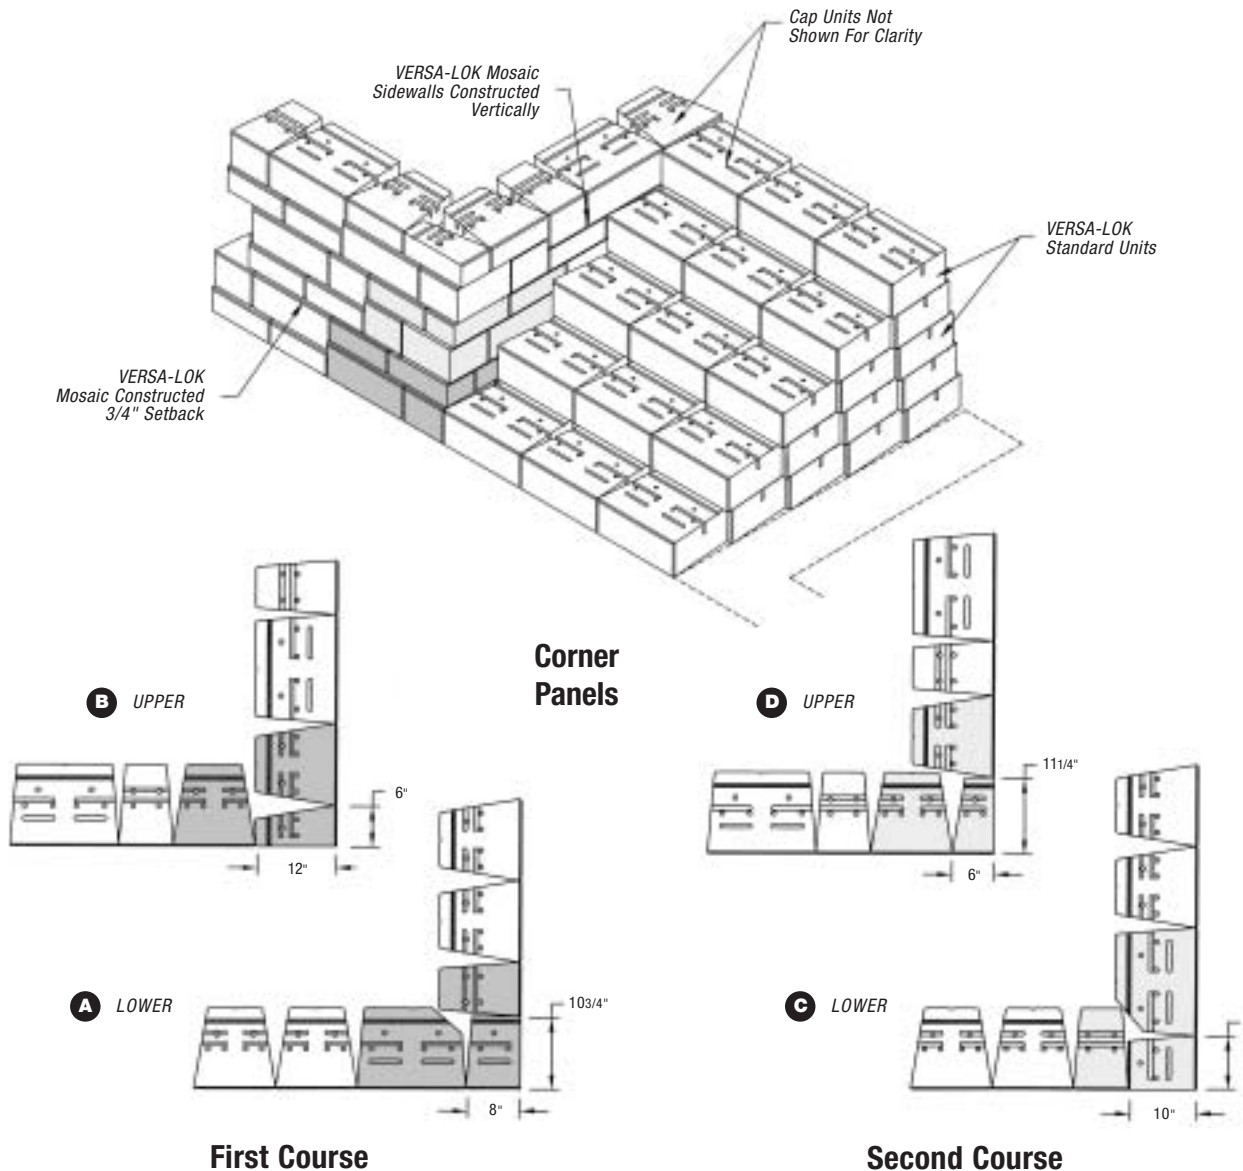 Cap Units Not
Shown For Clarity
VERSA-LOK Mosaic
Sidewalls Constructed
Vertically
VERSA-LOK
Standard Units
VERSA-LOK
Mosaic Constructed
3/4" Setback
Corner
Panels
B UPPER
D UPPER
6"
12"
11 1/4"
6"
A LOWER
10 3/4"
8"
C LOWER
10"
First Course
Second Course